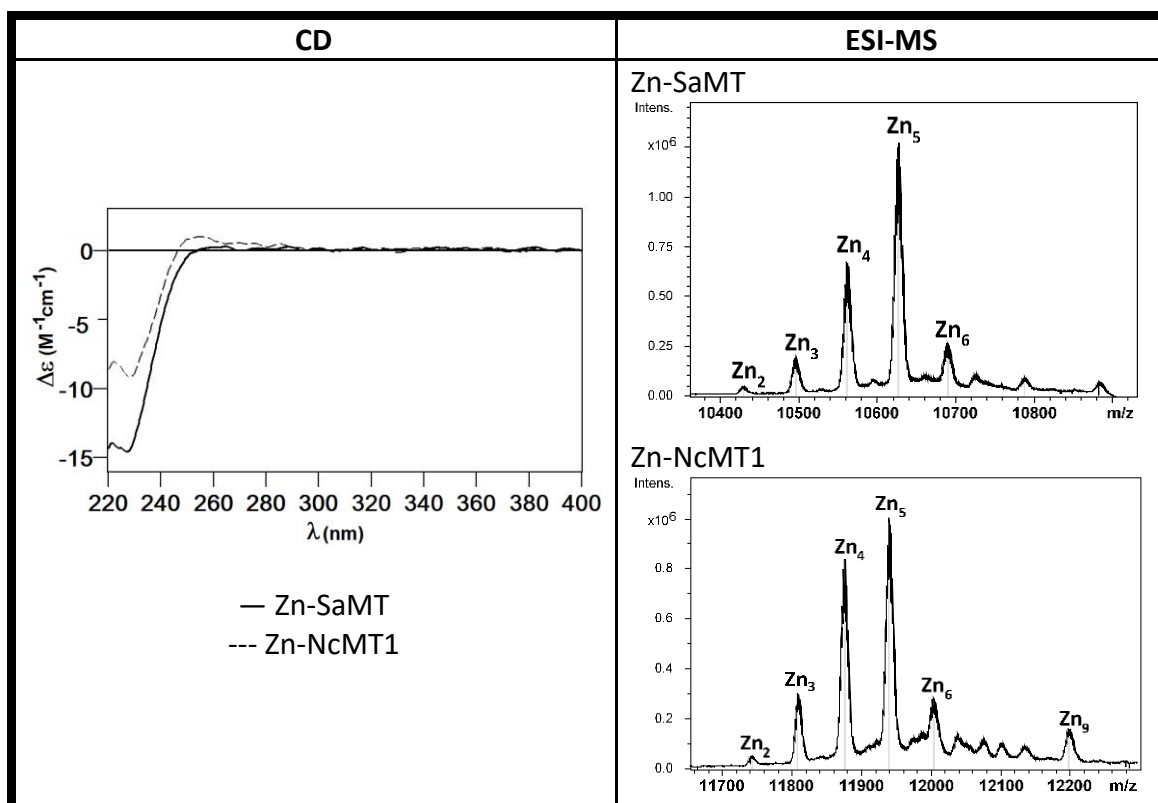 CD
ESI-MS
0
-5
-10
-15
Δε (M⁻¹cm⁻¹)
220 240 260 280 300 320 340 360 380 400
λ (nm)
— Zn-SaMT
--- Zn-NcMT1
Zn-SaMT
Intens.
x10⁶
1.00
0.75
0.50
0.25
0.00
Zn₂
Zn₃
Zn₄
Zn₅
Zn₆
10400 10500 10600 10700 10800 m/z
Zn-NcMT1
Intens.
x10⁶
0.8
0.6
0.4
0.2
0.0
Zn₂
Zn₃
Zn₄
Zn₅
Zn₆
Zn₉
11700 11800 11900 12000 12100 12200 m/z